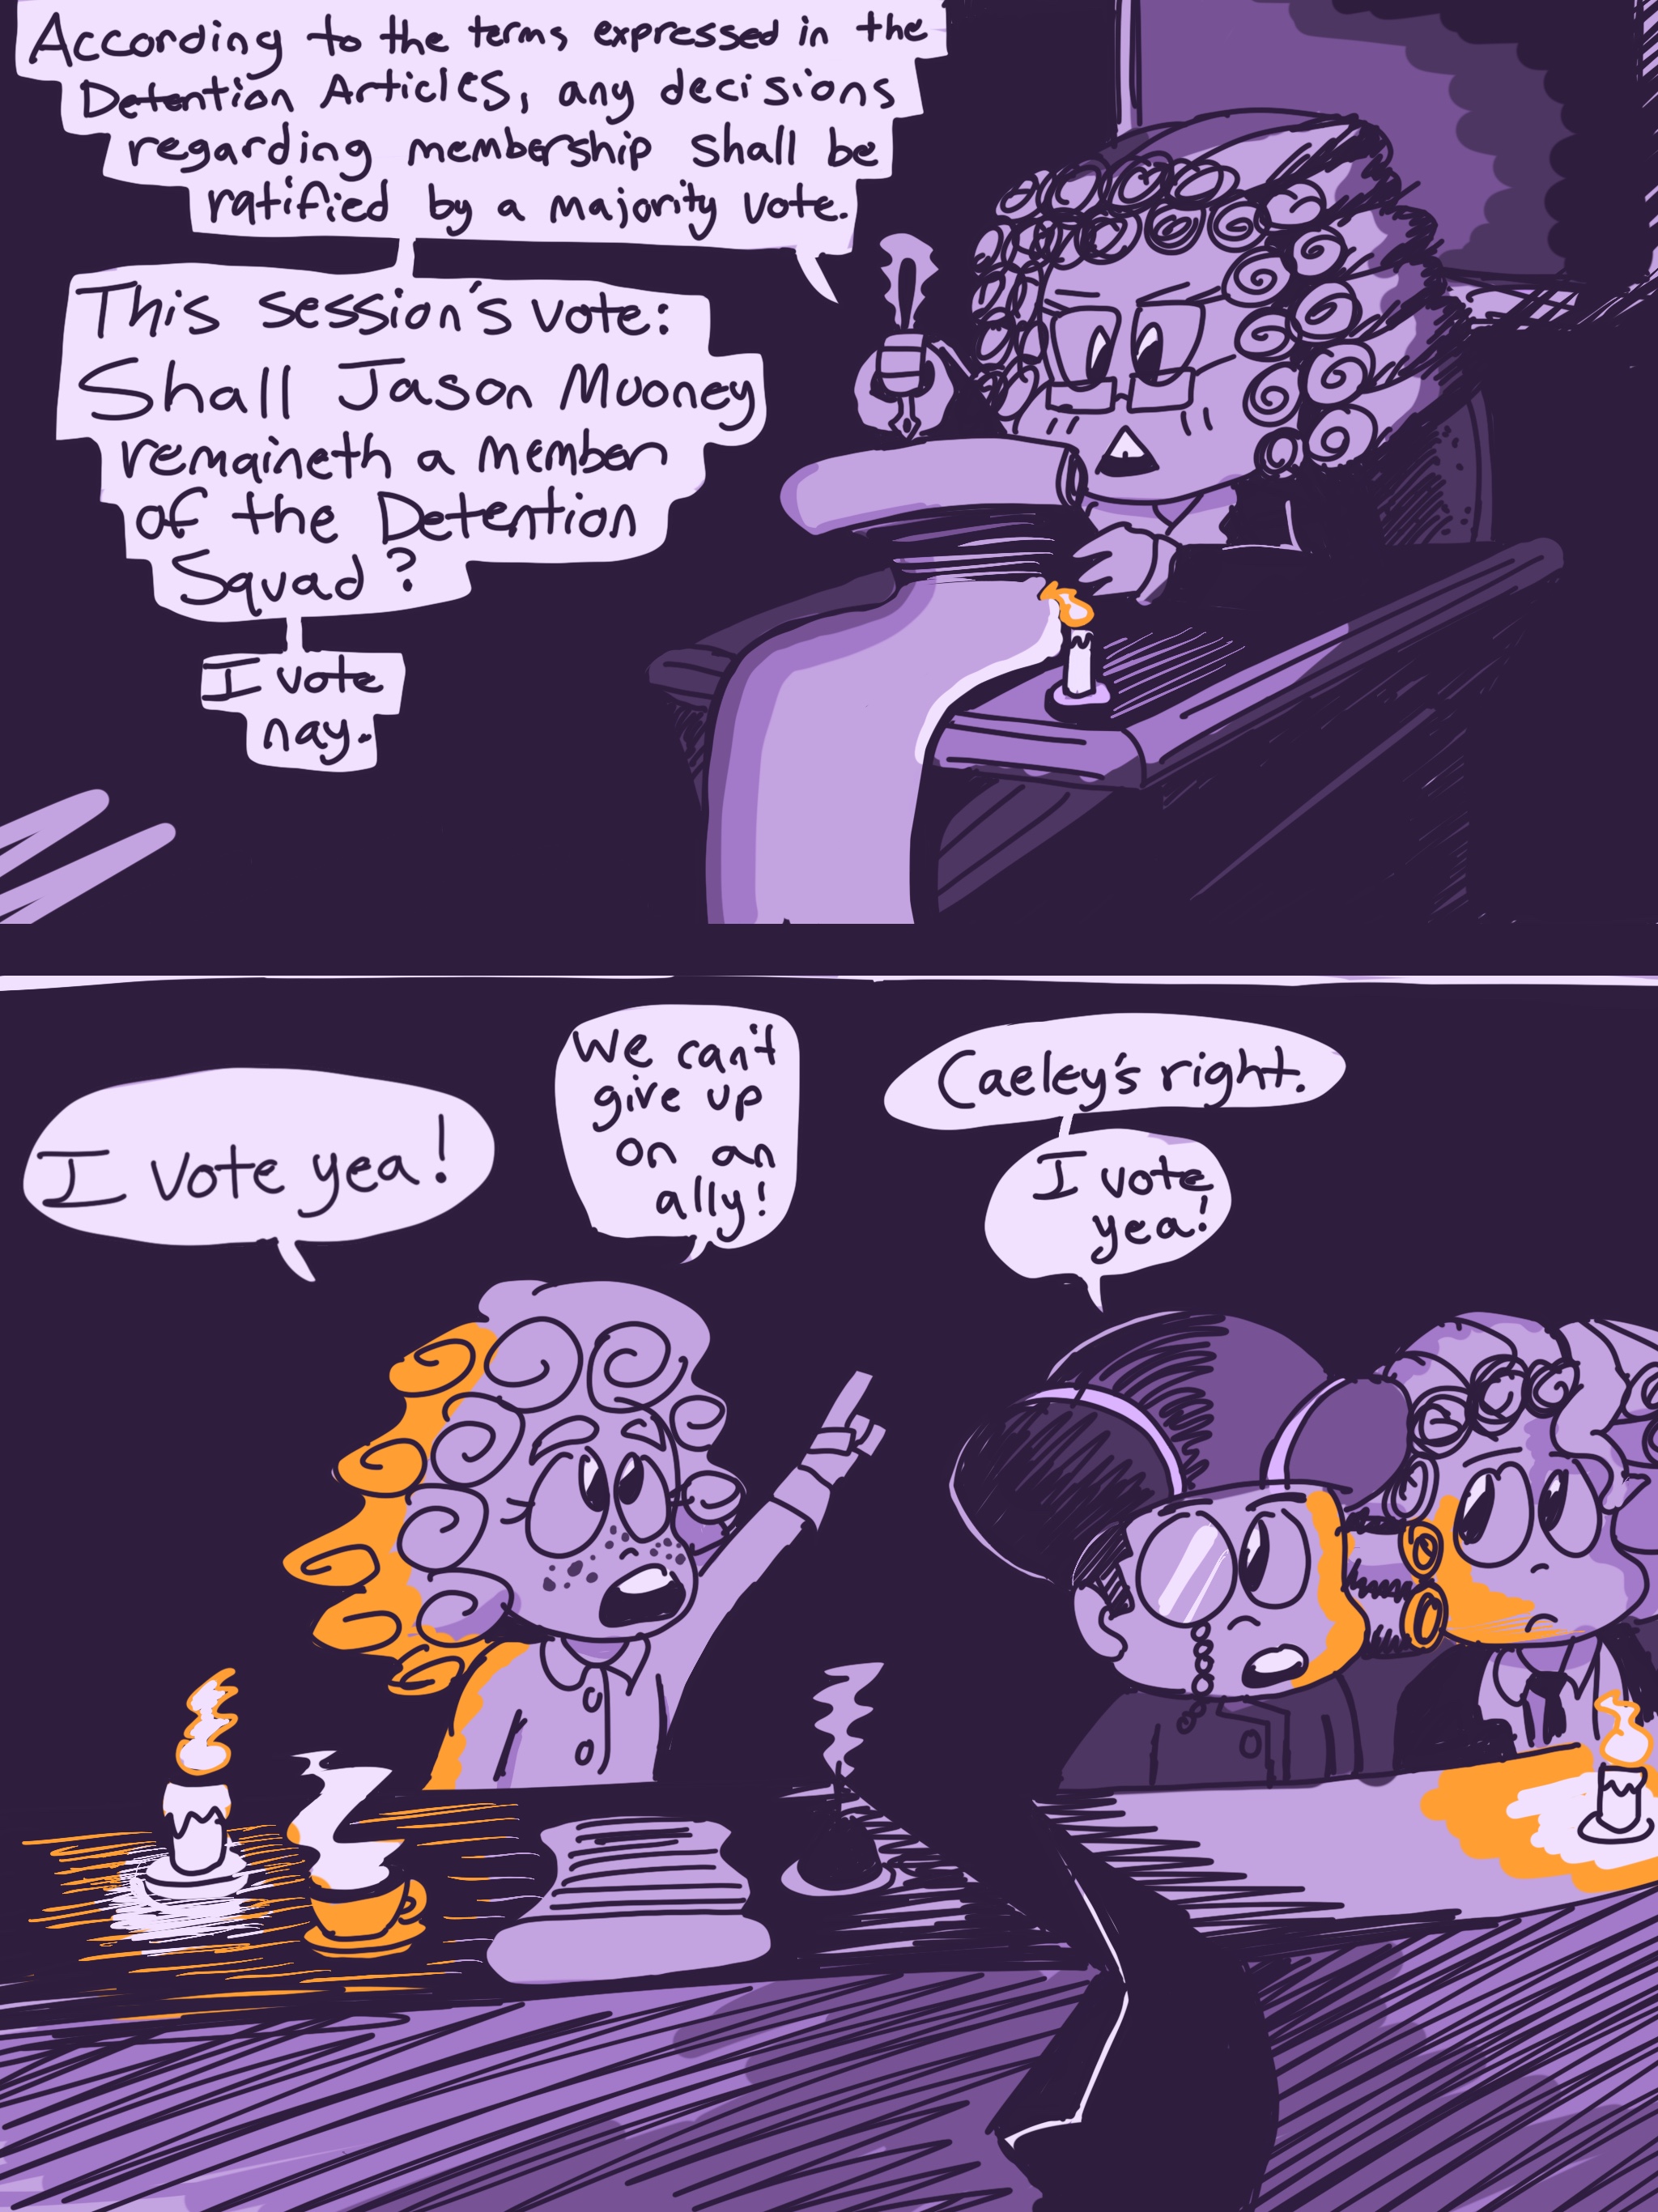 According to the terms expressed in the
Detention Articles, any decisions
regarding membership shall be
ratified by a majority vote.
This session's vote:
Shall Jason Mooney
remaineth a member
of the Detention
Squad?
I vote
nay.
I vote yea!
We can't
give up
on an
ally!
Caeley's right.
I vote
yea!